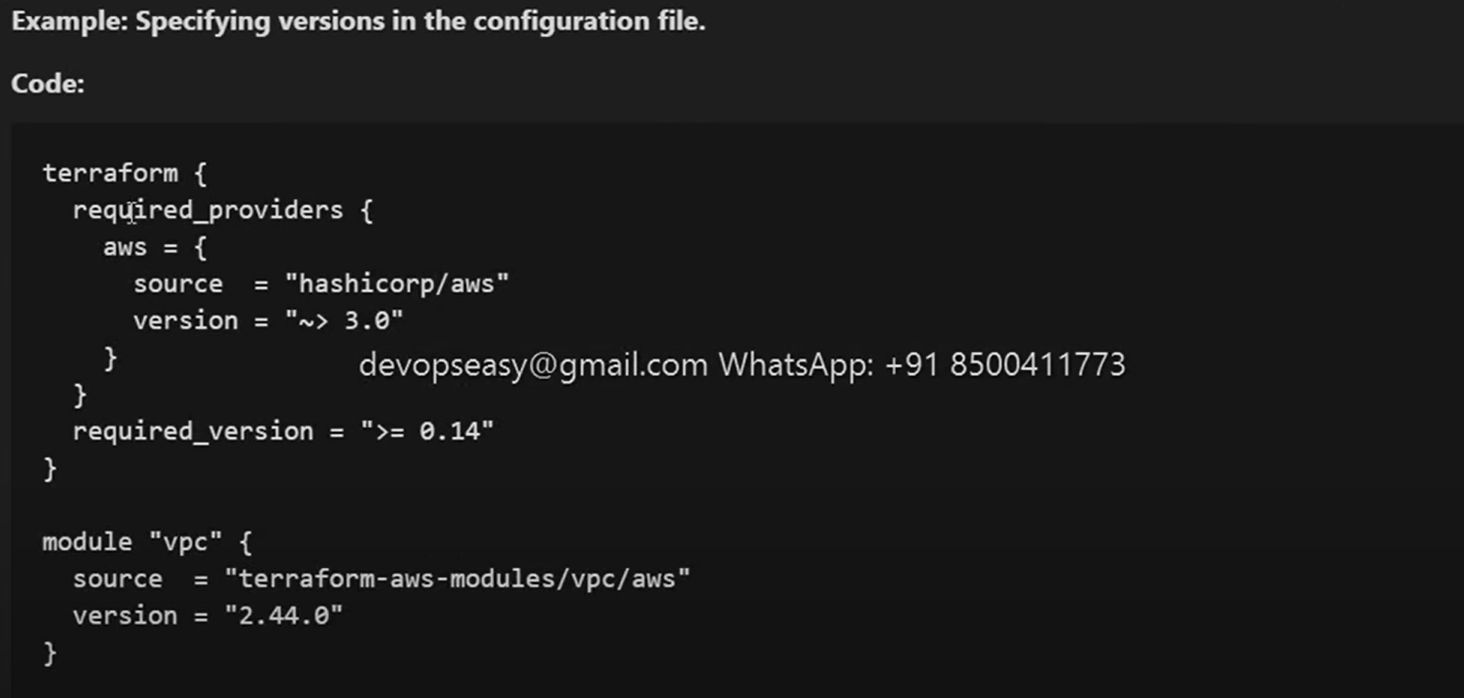 Example: Specifying versions in the configuration file.
Code:
terraform {
  required_providers {
    aws = {
      source  = "hashicorp/aws"
      version = "~> 3.0"
    }
devopseasy@gmail.com WhatsApp: +91 8500411773
  }
  required_version = ">= 0.14"
}
module "vpc" {
  source  = "terraform-aws-modules/vpc/aws"
  version = "2.44.0"
}